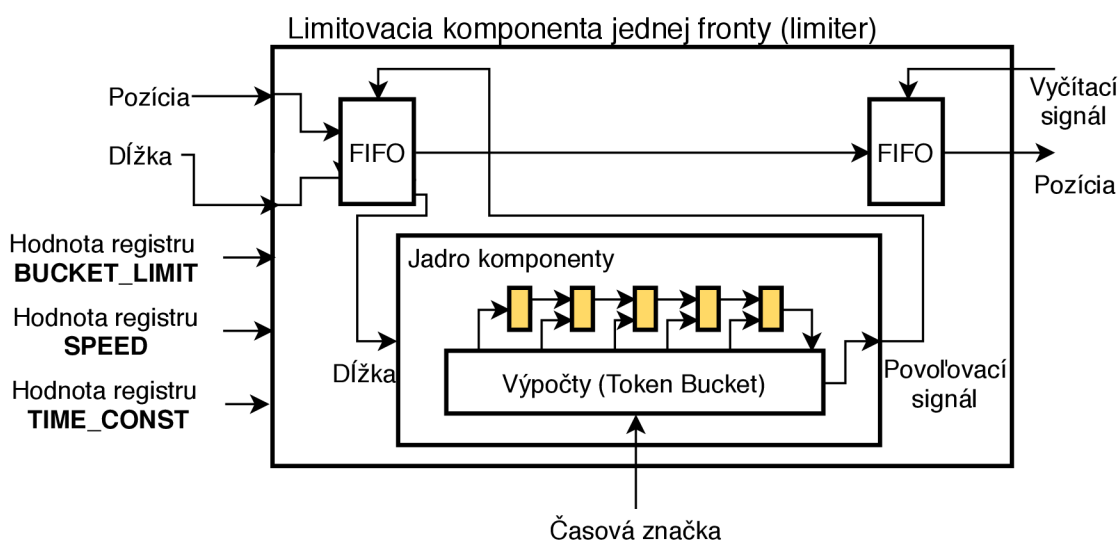 Limitovacia komponenta jednej fronty (limiter)
Pozícia
Dĺžka
Hodnota registru
BUCKET_LIMIT
Hodnota registru
SPEED
Hodnota registru
TIME_CONST
FIFO
FIFO
Vyčítací
signál
Pozícia
Jadro komponenty
Výpočty (Token Bucket)
Dĺžka
Povoľovací
signál
Časová značka